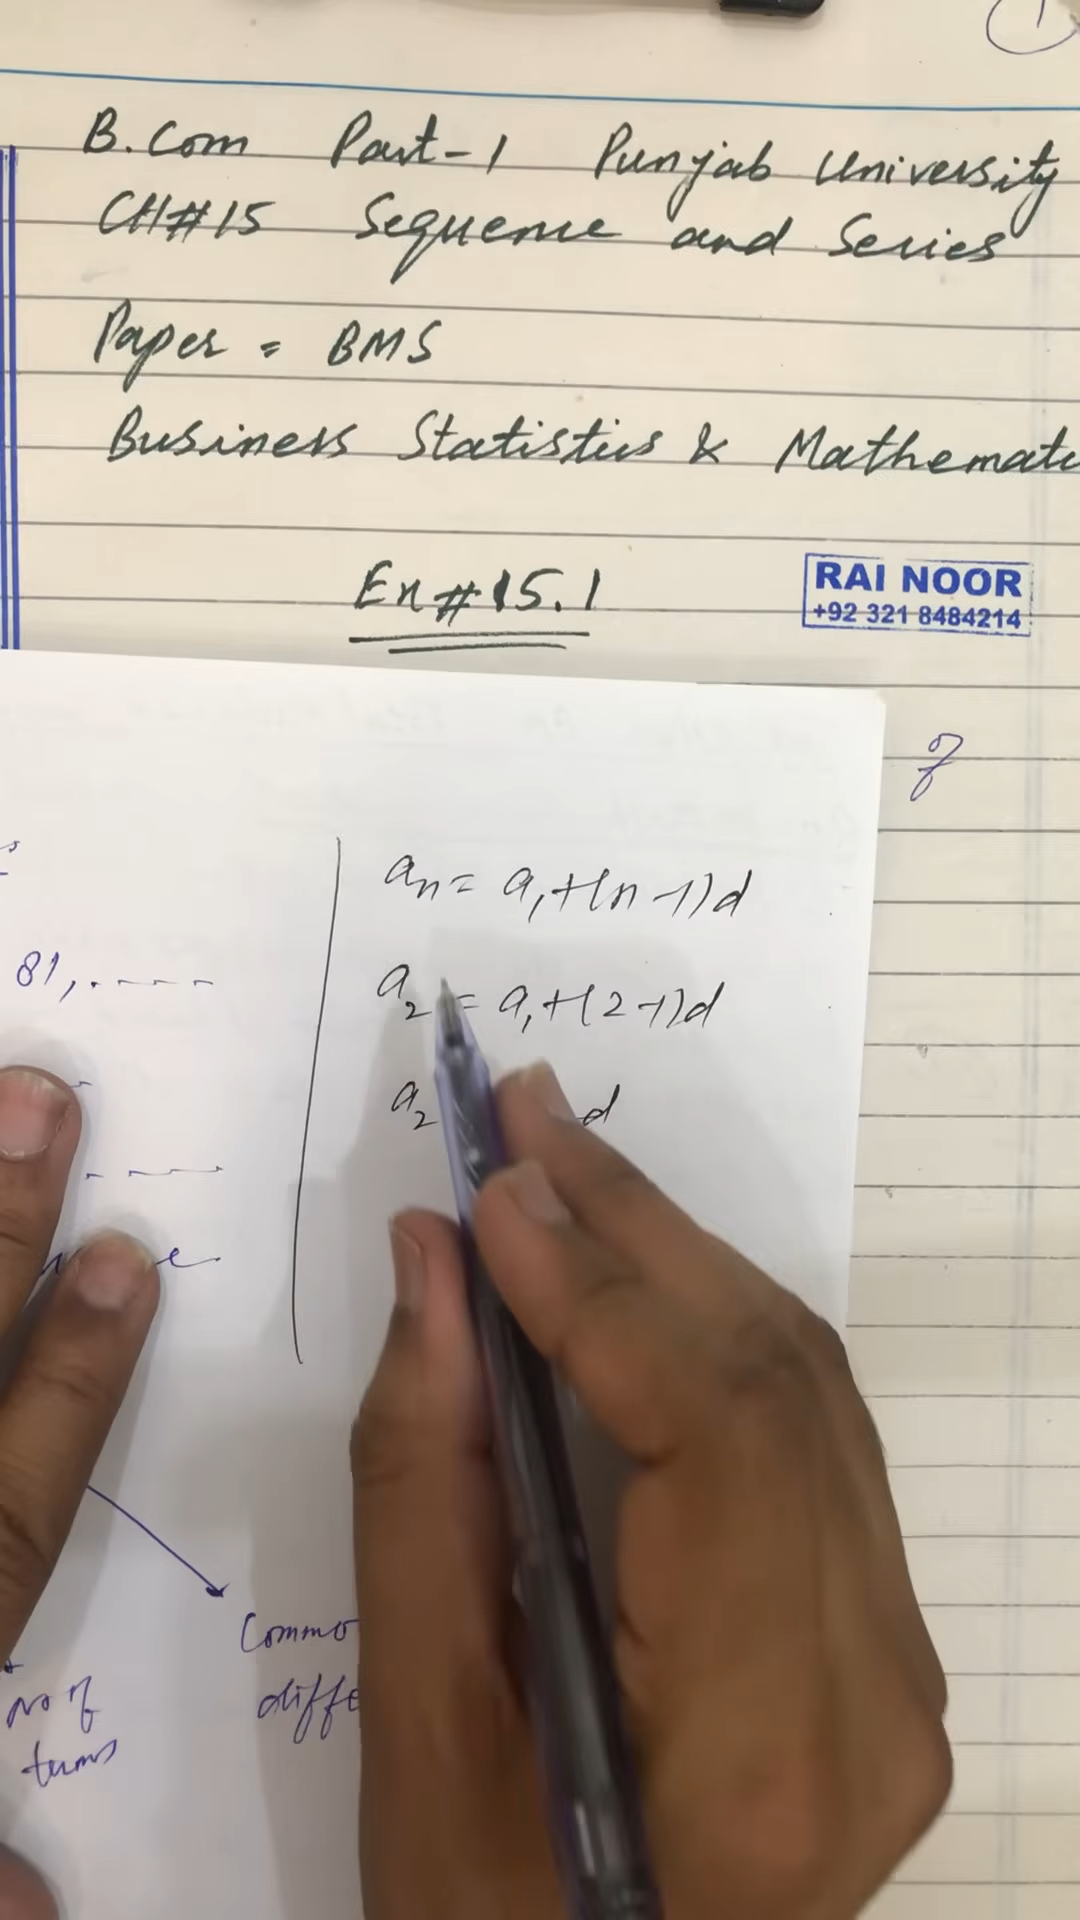 1
B.Com Part-1 Punjab University
CH#15 Sequence and Series
Paper = BMS
Business Statistics & Mathemati
Ex#15.1
RAI NOOR
+92 321 8484214
an = a1+(n-1)d
81, . - - - -
a2 = a1+(2-1)d
a2 d
Commo
diffe
no of
terms